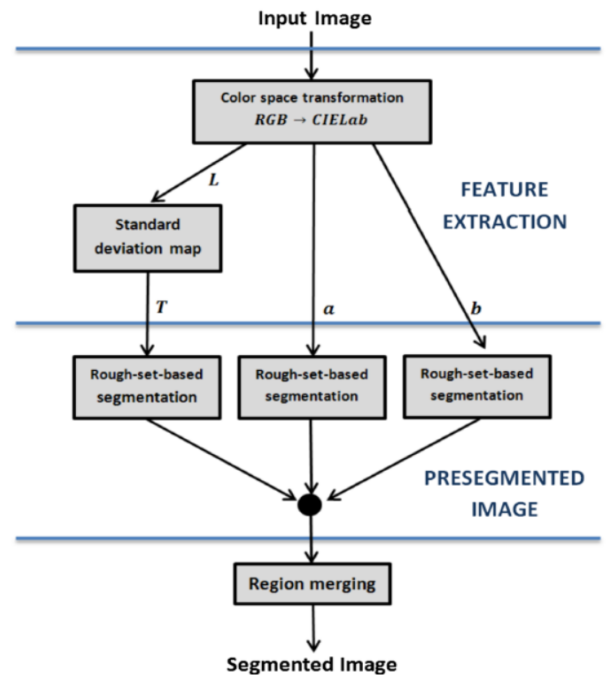 Input Image
Color space transformation
RGB → CIELab
L
FEATURE
EXTRACTION
Standard
deviation map
T
a
b
Rough-set-based
segmentation
Rough-set-based
segmentation
Rough-set-based
segmentation
PRESEGMENTED
IMAGE
Region merging
Segmented Image